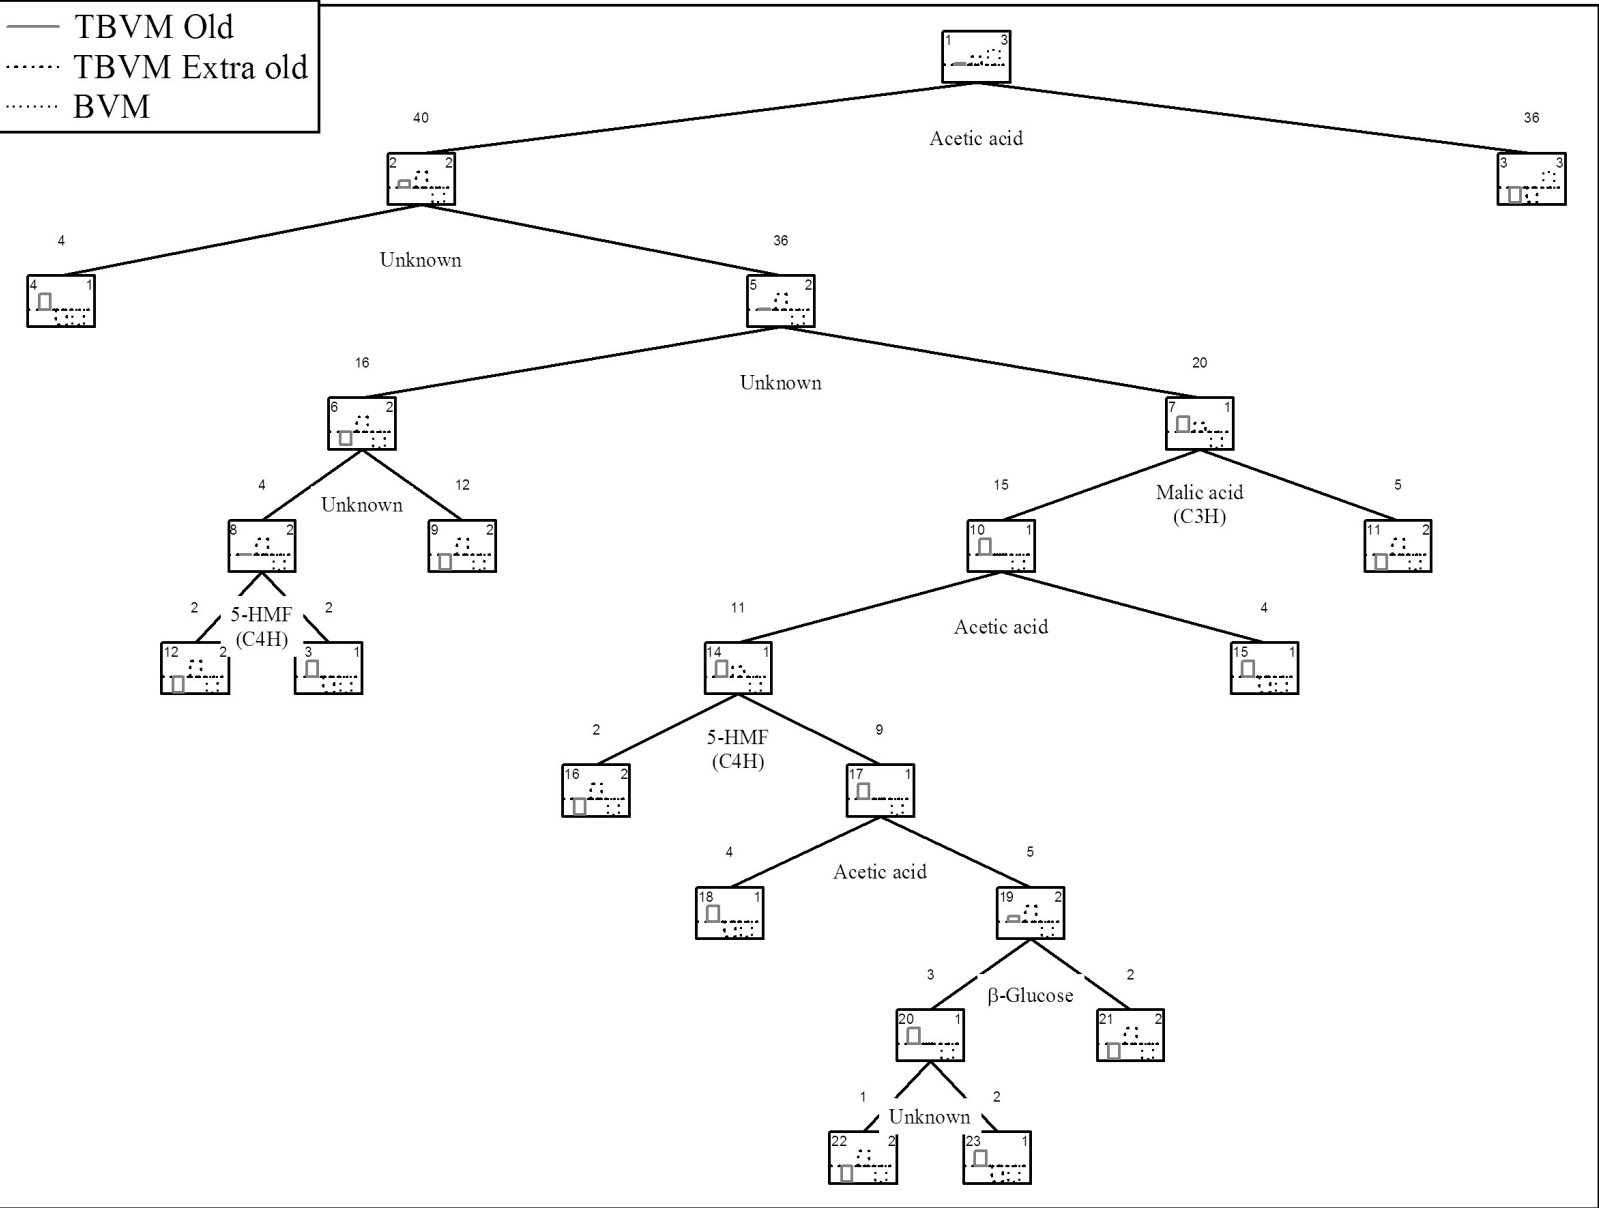 TBVM Old
TBVM Extra old
BVM
1 3
40
Acetic acid
36
2 2
3 3
4
Unknown
36
4 1
5 2
16
Unknown
20
6 2
7 1
4
Unknown
12
15
Malic acid
(C3H)
5
8 2
9 2
10 1
11 2
2
5-HMF
(C4H)
2
11
Acetic acid
4
12 2
3 1
14 1
15 1
2
5-HMF
(C4H)
9
16 2
17 1
4
Acetic acid
5
18 1
19 2
3
β-Glucose
2
20 1
21 2
1
Unknown
2
22 2
23 1